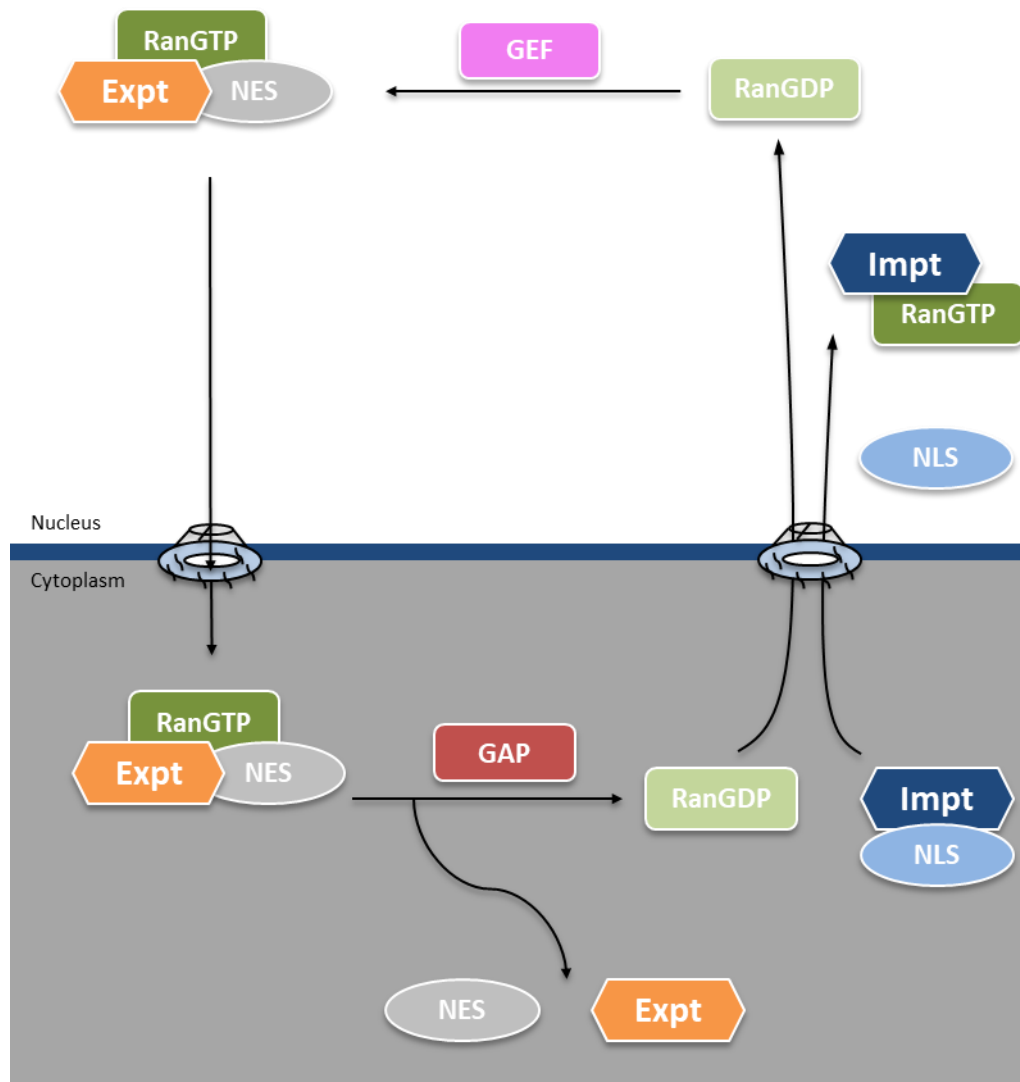 RanGTP
Expt
NES
GEF
RanGDP
Impt
RanGTP
NLS
Nucleus
Cytoplasm
RanGTP
Expt
NES
GAP
RanGDP
Impt
NLS
NES
Expt